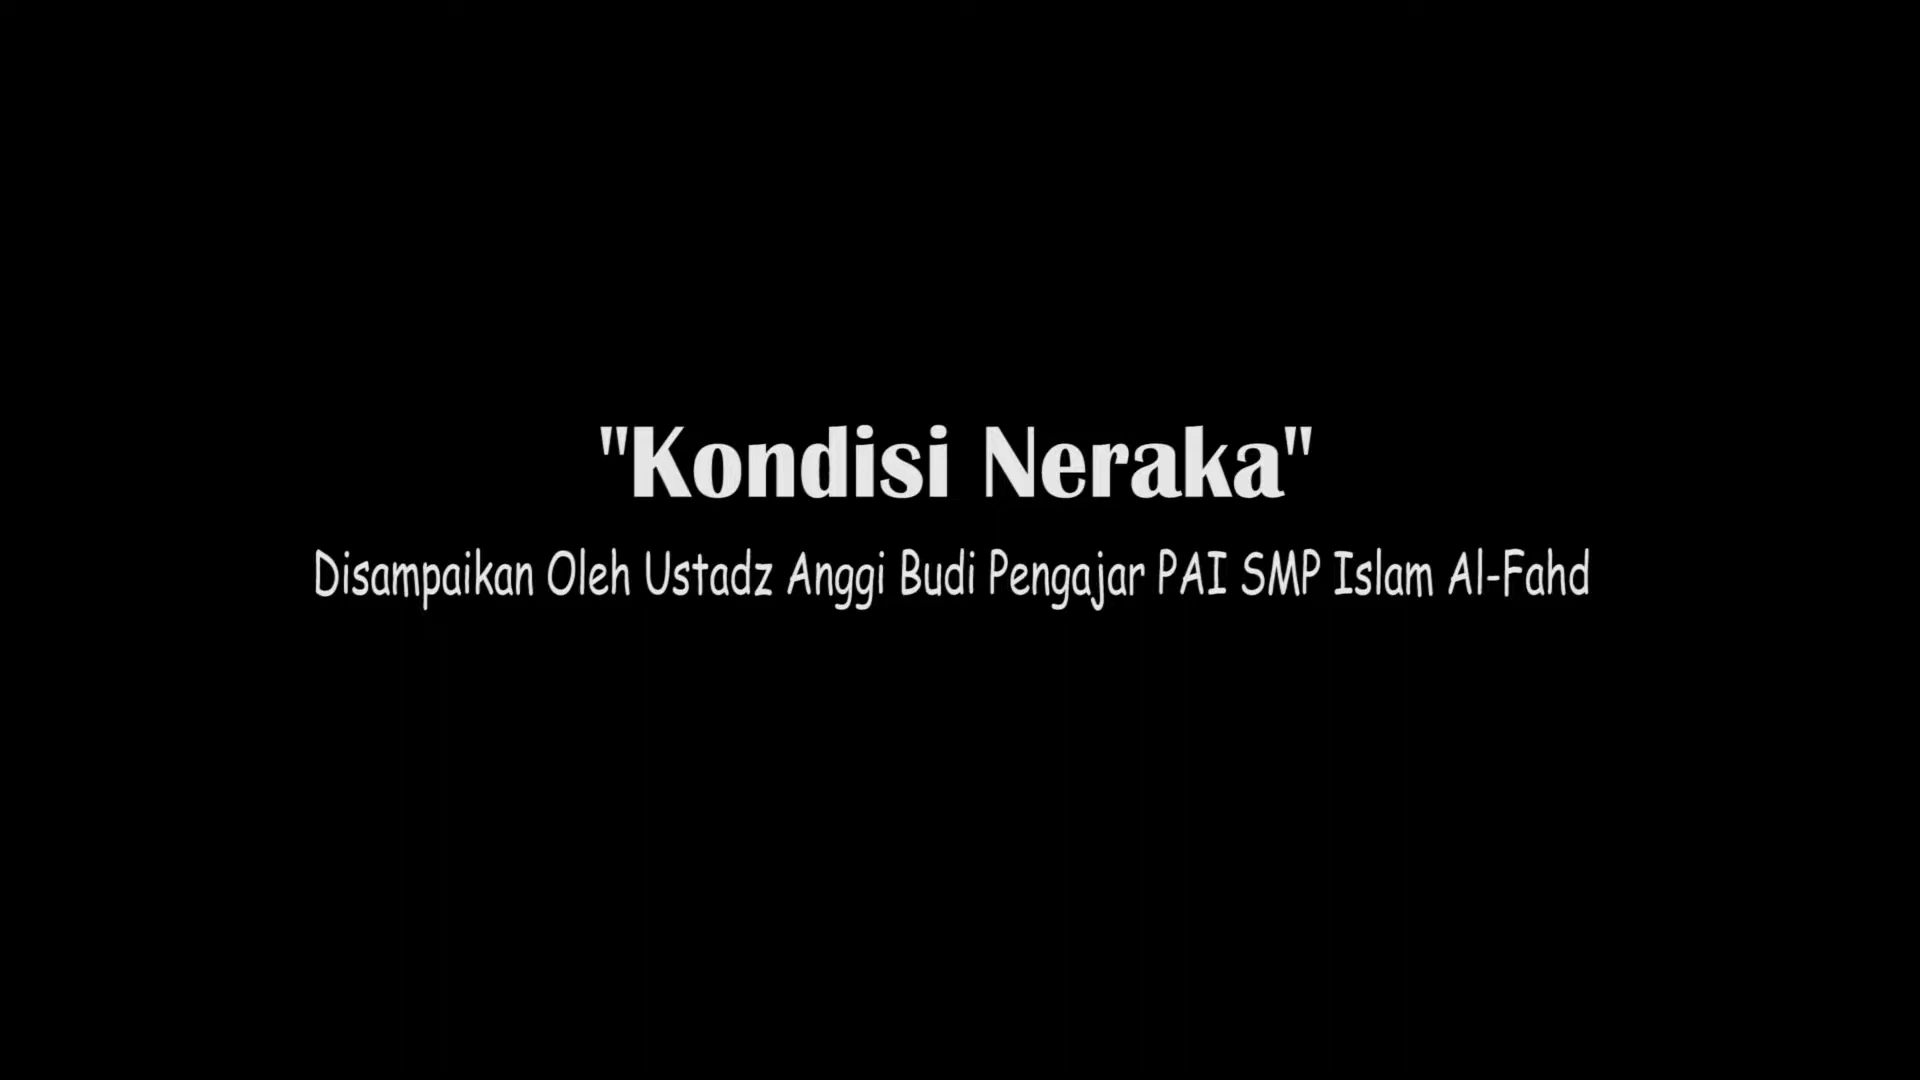 "Kondisi Neraka"
Disampaikan Oleh Ustadz Anggi Budi Pengajar PAI SMP Islam Al-Fahd